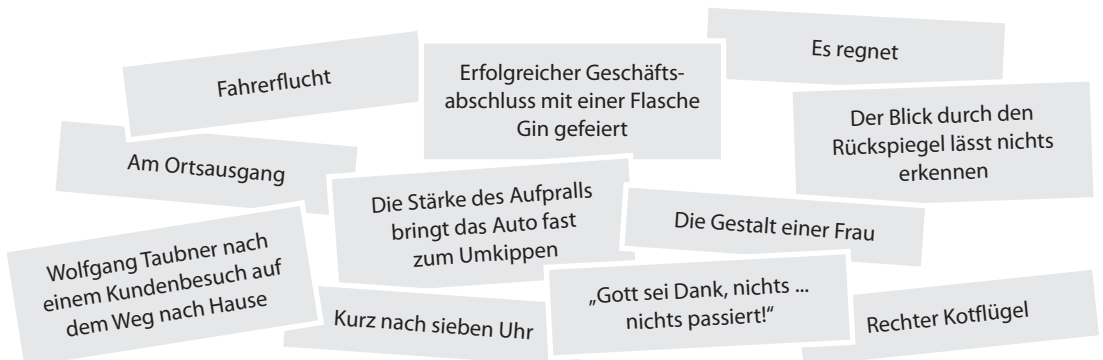 Fahrerflucht
Erfolgreicher Geschäfts-
abschluss mit einer Flasche
Gin gefeiert
Es regnet
Der Blick durch den
Rückspiegel lässt nichts
erkennen
Am Ortsausgang
Die Stärke des Aufpralls
bringt das Auto fast
zum Umkippen
Die Gestalt einer Frau
Wolfgang Taubner nach
einem Kundenbesuch auf
dem Weg nach Hause
Kurz nach sieben Uhr
„Gott sei Dank, nichts ...
nichts passiert!“
Rechter Kotflügel